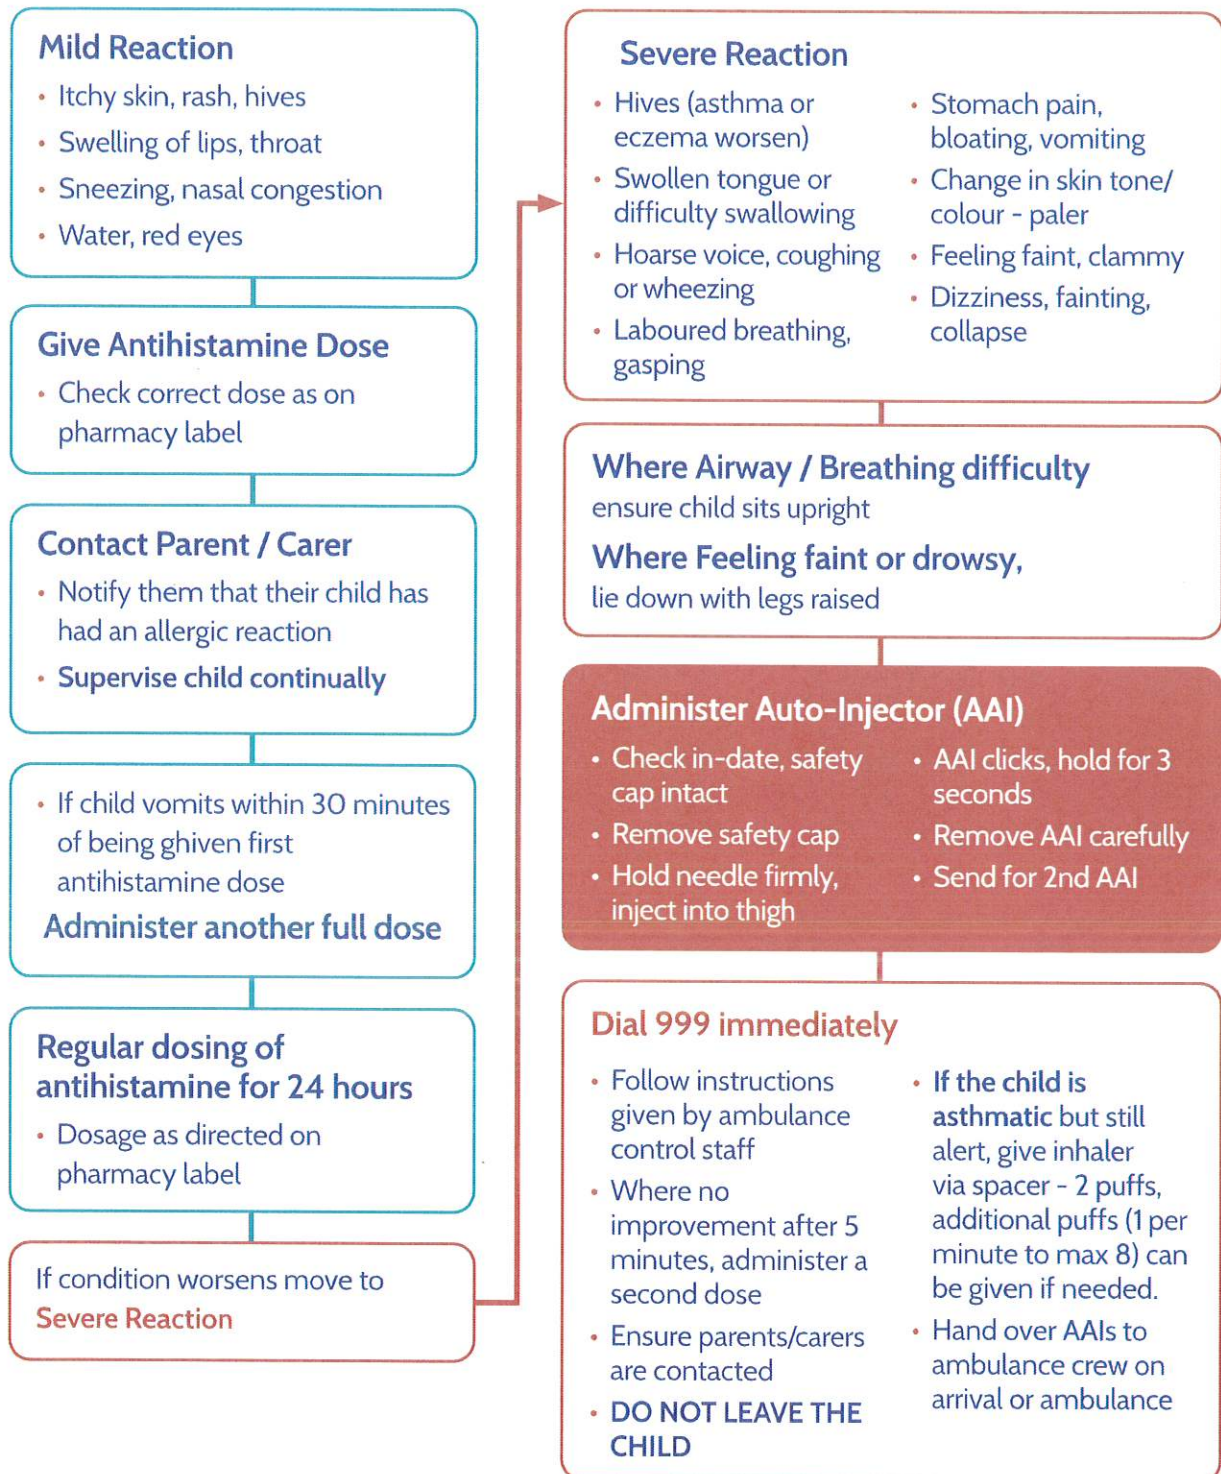 Mild Reaction
• Itchy skin, rash, hives
• Swelling of lips, throat
• Sneezing, nasal congestion
• Water, red eyes
Give Antihistamine Dose
• Check correct dose as on
pharmacy label
Contact Parent / Carer
• Notify them that their child has
had an allergic reaction
• Supervise child continually
• If child vomits within 30 minutes
of being ghiven first
antihistamine dose
Administer another full dose
Regular dosing of
antihistamine for 24 hours
• Dosage as directed on
pharmacy label
If condition worsens move to
Severe Reaction
Severe Reaction
• Hives (asthma or
eczema worsen)
• Swollen tongue or
difficulty swallowing
• Hoarse voice, coughing
or wheezing
• Laboured breathing,
gasping
• Stomach pain,
bloating, vomiting
• Change in skin tone/
colour - paler
• Feeling faint, clammy
• Dizziness, fainting,
collapse
Where Airway / Breathing difficulty
ensure child sits upright
Where Feeling faint or drowsy,
lie down with legs raised
Administer Auto-Injector (AAI)
• Check in-date, safety
cap intact
• Remove safety cap
• Hold needle firmly,
inject into thigh
• AAI clicks, hold for 3
seconds
• Remove AAI carefully
• Send for 2nd AAI
Dial 999 immediately
• Follow instructions
given by ambulance
control staff
• Where no
improvement after 5
minutes, administer a
second dose
• Ensure parents/carers
are contacted
• DO NOT LEAVE THE
CHILD
• If the child is
asthmatic but still
alert, give inhaler
via spacer - 2 puffs,
additional puffs (1 per
minute to max 8) can
be given if needed.
• Hand over AAIs to
ambulance crew on
arrival or ambulance